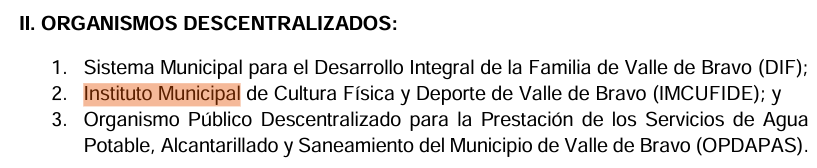 II. ORGANISMOS DESCENTRALIZADOS:
1. Sistema Municipal para el Desarrollo Integral de la Familia de Valle de Bravo (DIF);
2. Instituto Municipal de Cultura Física y Deporte de Valle de Bravo (IMCUFIDE); y
3. Organismo Público Descentralizado para la Prestación de los Servicios de Agua
Potable, Alcantarillado y Saneamiento del Municipio de Valle de Bravo (OPDAPAS).